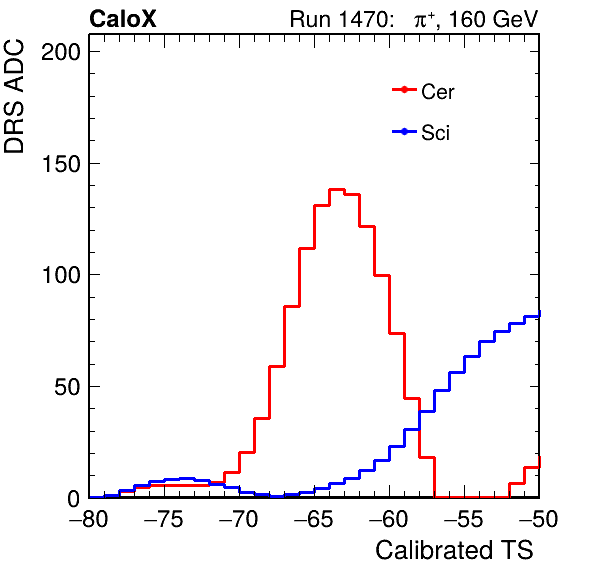 CaloX Run 1470: π⁺, 160 GeV
DRS ADC
200
150
100
50
0
Cer
Sci
−80 −75 −70 −65 −60 −55 −50
Calibrated TS